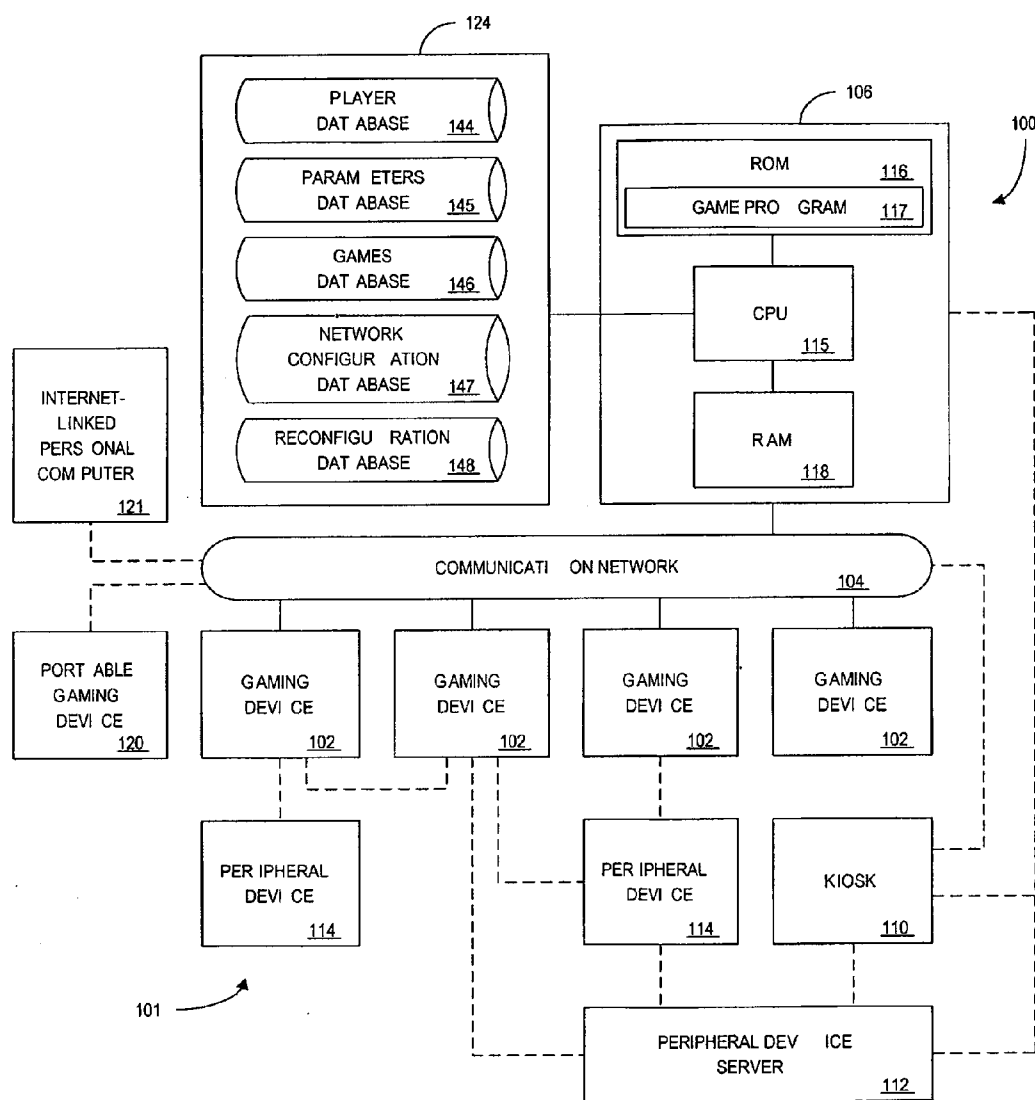 124
PLAYER
DAT ABASE 144
PARAM ETERS
DAT ABASE 145
GAMES
DAT ABASE 146
NETWORK
CONFIGUR ATION
DAT ABASE 147
RECONFIGU RATION
DAT ABASE 148
106
100
ROM 116
GAME PRO GRAM 117
CPU
115
RAM
118
INTERNET-
LINKED
PERS ONAL
COM PUTER
121
COMMUNICATI ON NETWORK
104
PORT ABLE
GAMING
DEVI CE
120
GAMING
DEVI CE
102
GAMING
DEVI CE
102
GAMING
DEVI CE
102
GAMING
DEVI CE
102
PER IPHERAL
DEVI CE
114
PER IPHERAL
DEVI CE
114
KIOSK
110
101
PERIPHERAL DEV ICE
SERVER
112